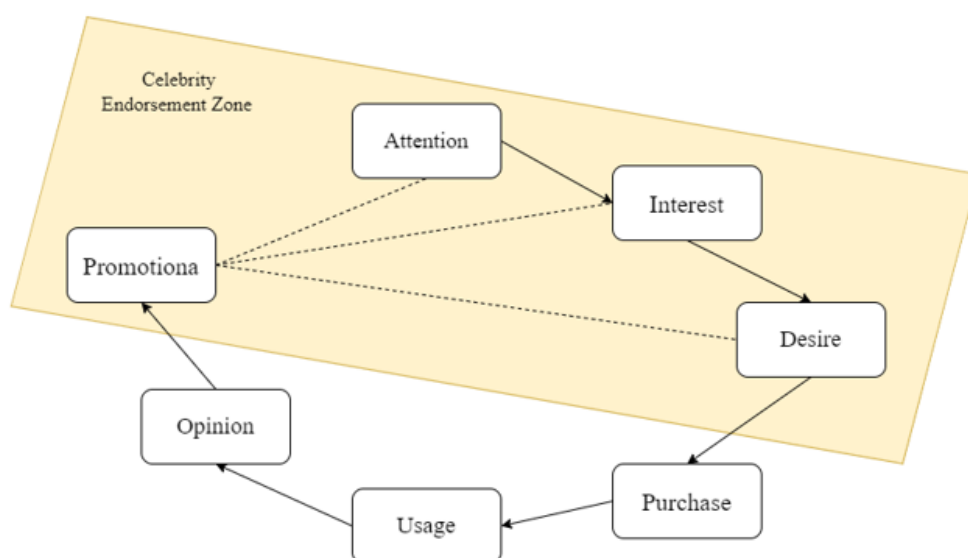 Celebrity
Endorsement Zone
Attention
Interest
Promotiona
Desire
Opinion
Purchase
Usage